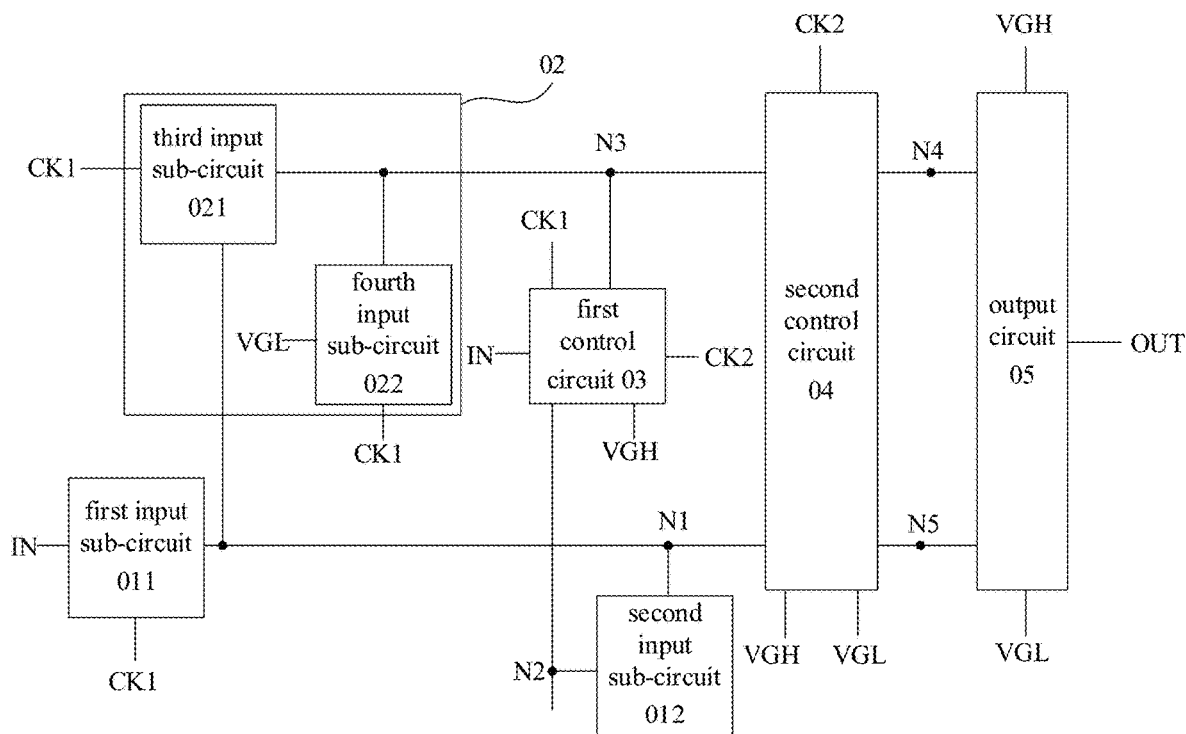 CK2
VGH
02
third input
sub-circuit
021
CK1
N3
N4
CK1
fourth
input
sub-circuit
022
VGL
CK1
first
control
circuit 03
IN
CK2
VGH
second
control
circuit
04
output
circuit
05
OUT
first input
sub-circuit
011
IN
CK1
N1
N5
second
input
sub-circuit
012
N2
VGH
VGL
VGL